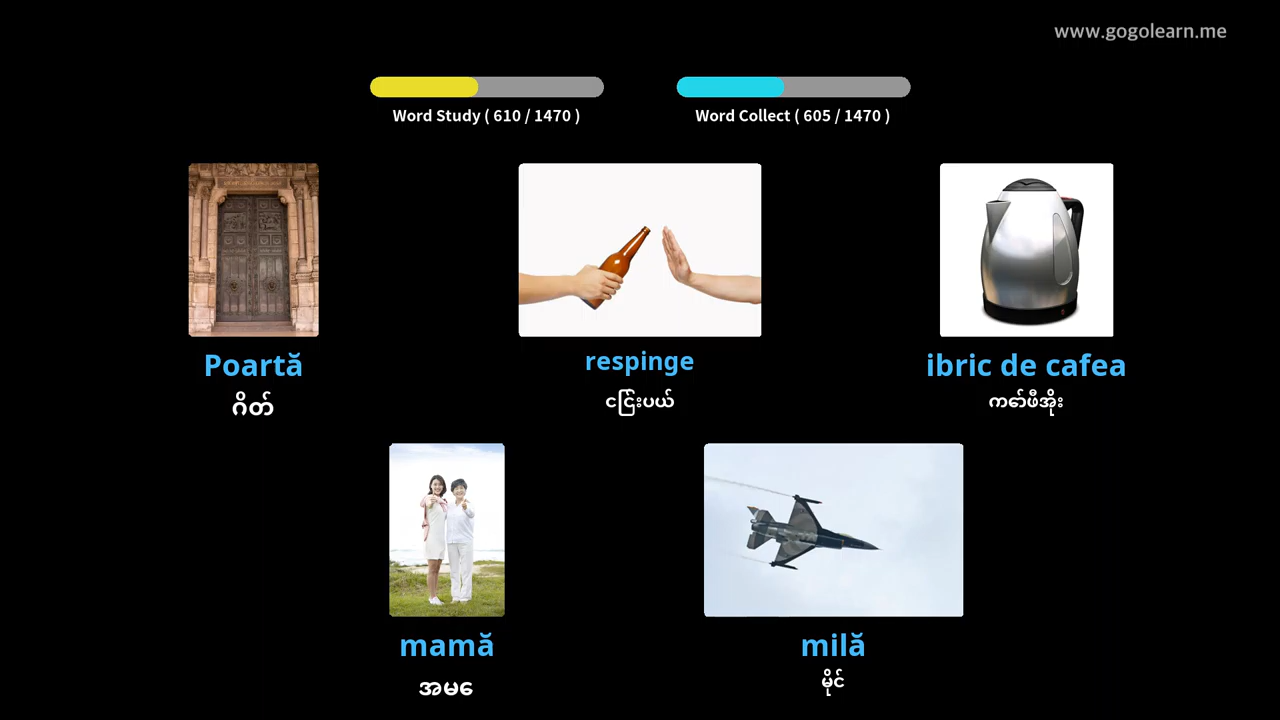 www.gogolearn.me
Word Study ( 610 / 1470 )
Word Collect ( 605 / 1470 )
Poartă
respinge
ibric de cafea
ဂိတ်
ငငြ်းပယ်
ကဏ်ဖီအိုး
mamă
milă
အမေ
မိုင်